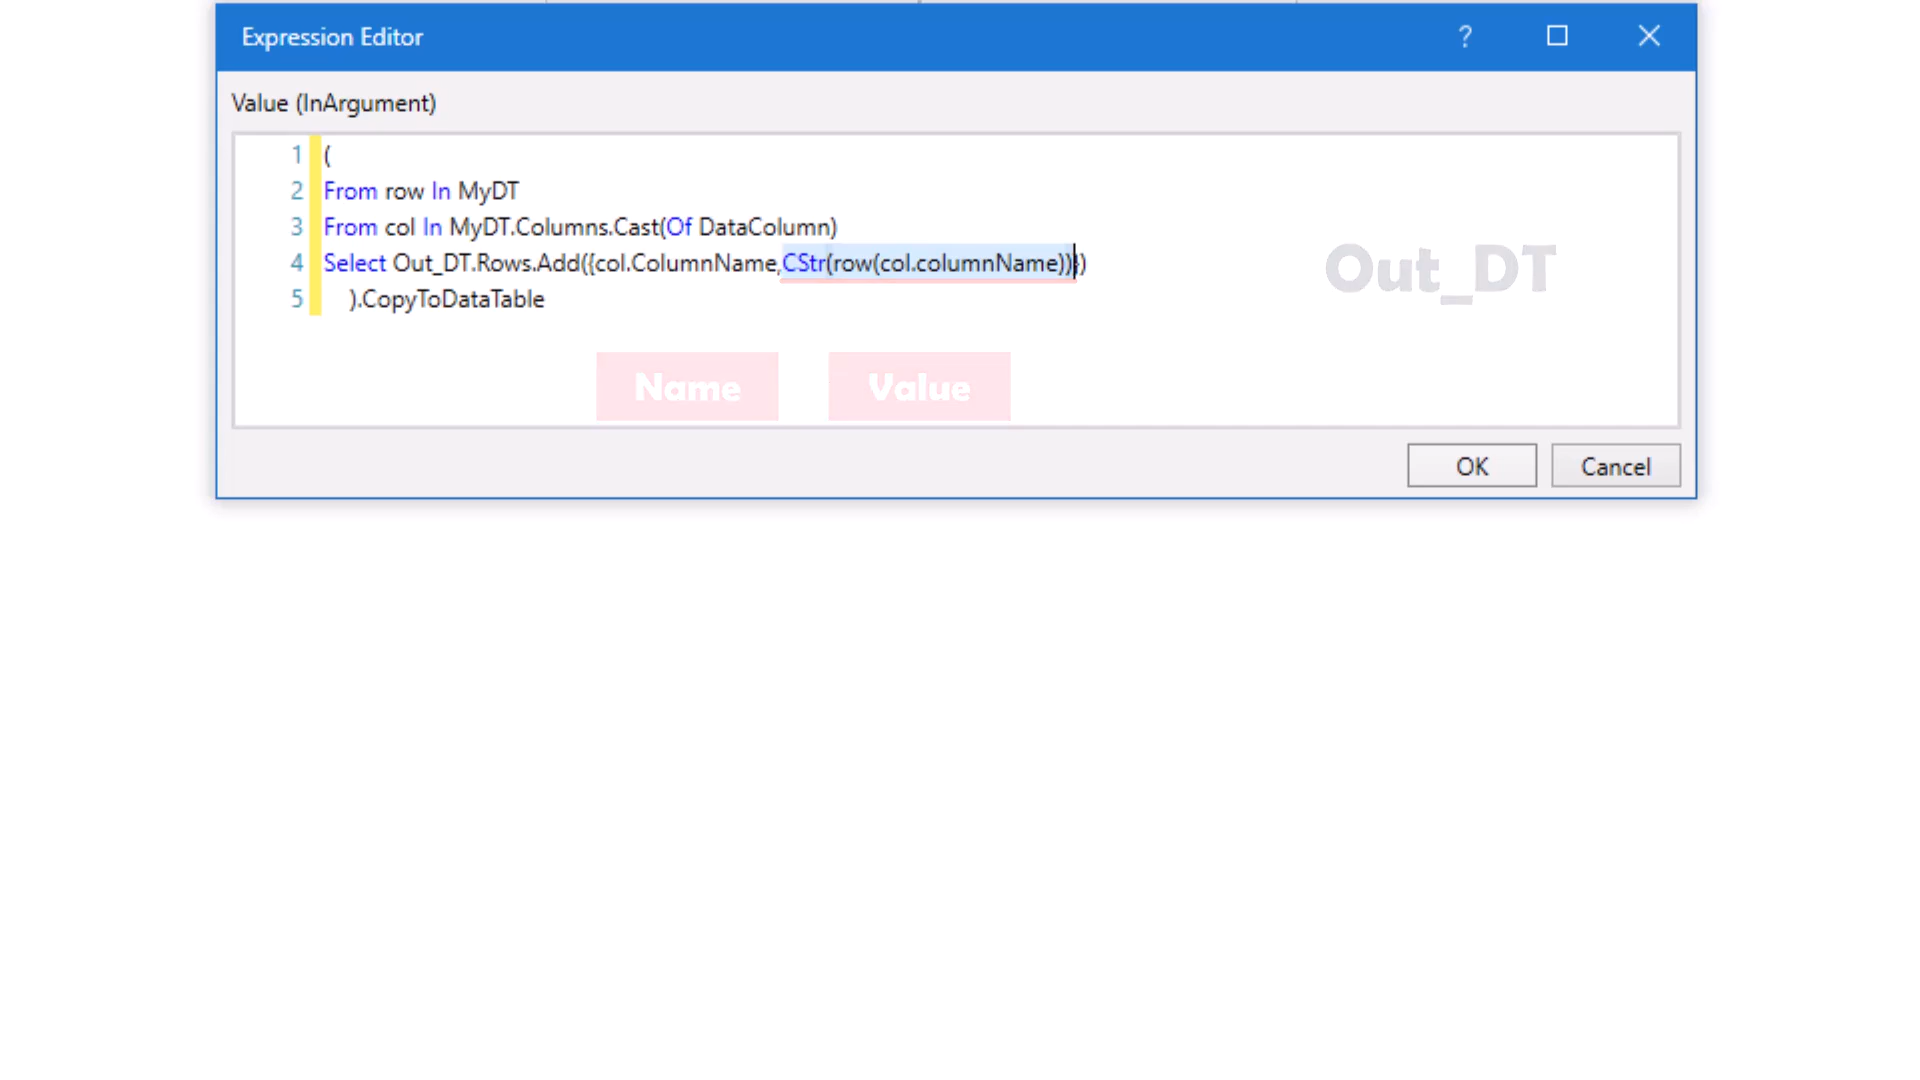 Expression Editor
?
Value (InArgument)
1 (
2 From row In MyDT
3 From col In MyDT.Columns.Cast(Of DataColumn)
4 Select Out_DT.Rows.Add({col.ColumnName,CStr(row(col.columnName))})
5 ).CopyToDataTable
Out_DT
Name Value
OK Cancel